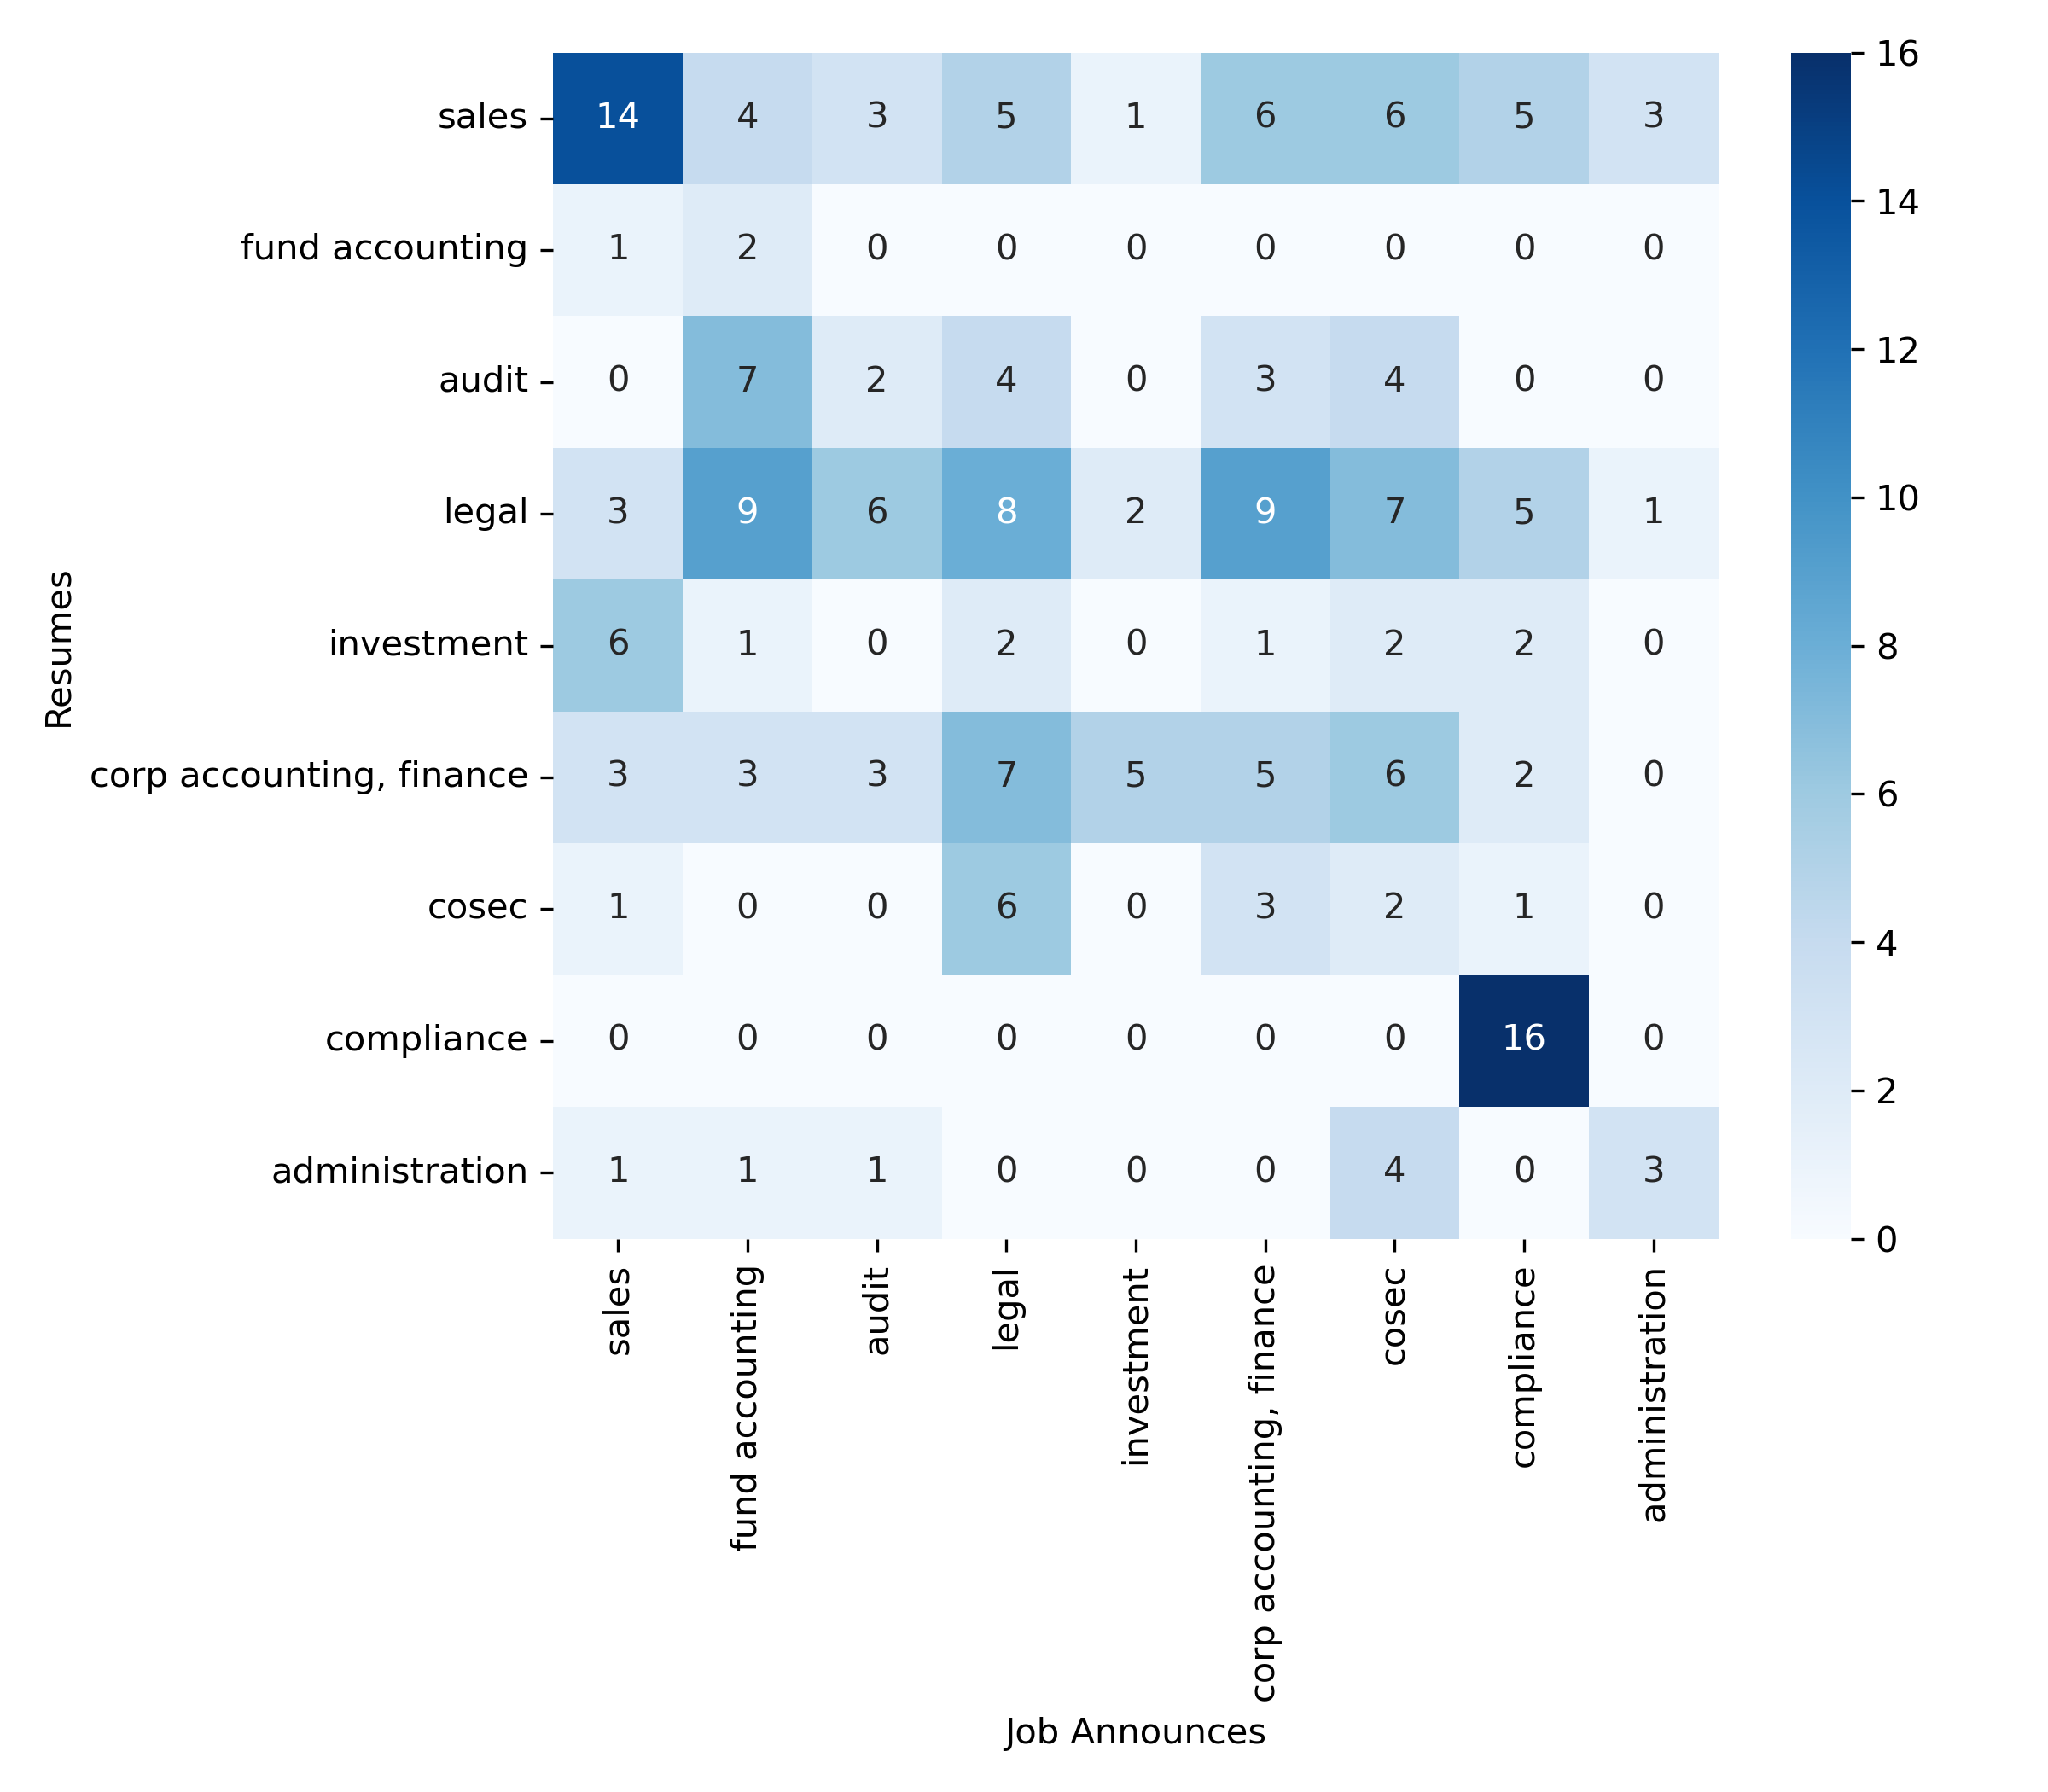 sales 14 4 3 5 1 6 6 5 3
fund accounting 1 2 0 0 0 0 0 0 0
audit 0 7 2 4 0 3 4 0 0
legal 3 9 6 8 2 9 7 5 1
investment 6 1 0 2 0 1 2 2 0
corp accounting, finance 3 3 3 7 5 5 6 2 0
cosec 1 0 0 6 0 3 2 1 0
compliance 0 0 0 0 0 0 0 16 0
administration 1 1 1 0 0 0 4 0 3
Resumes
sales
fund accounting
audit
legal
investment
corp accounting, finance
cosec
compliance
administration
Job Announces
16
14
12
10
8
6
4
2
0